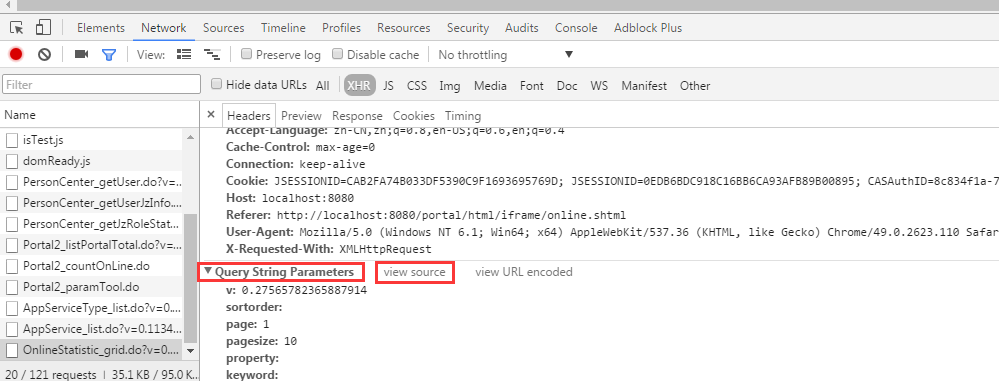 Elements Network Sources Timeline Profiles Resources Security Audits EditThisCookie Adblock Plus
View: Preserve log Disable cache No throttling
Filter Hide data URLs All XHR JS CSS Img Media Font Doc WS Manifest Other
Name
isTest.js
domReady.js
PersonCenter_getUser.do?v=...
PersonCenter_getUserJzInfo....
PersonCenter_getJzRoleStat...
Portal2_listPortalTotal.do?v=...
Portal2_countOnLine.do
Portal2_paramTool.do
AppServiceType_list.do?v=0....
AppService_list.do?v=0.1134...
OnlineStatistic_grid.do?v=0....
20 / 121 requests | 35.1 KB / 95.0 K...
× Headers Preview Response Cookies Timing
Accept-Language: zh-CN,zh;q=0.8,en-US;q=0.6,en;q=0.4
Cache-Control: max-age=0
Connection: keep-alive
Cookie: JSESSIONID=CAB2FA74B033DF5390C9F1693695769D; JSESSIONID=0EDB6BDC918C16BB6CA93AFB89B00895; CASAuthID=8c834f1a-7
Host: localhost:8080
Referer: http://localhost:8080/portal/html/iframe/online.shtml
User-Agent: Mozilla/5.0 (Windows NT 6.1; Win64; x64) AppleWebKit/537.36 (KHTML, like Gecko) Chrome/49.0.2623.110 Safar
X-Requested-With: XMLHttpRequest
Query String Parameters view source view URL encoded
v: 0.27565782365887914
sortorder:
page: 1
pagesize: 10
property:
keyword: